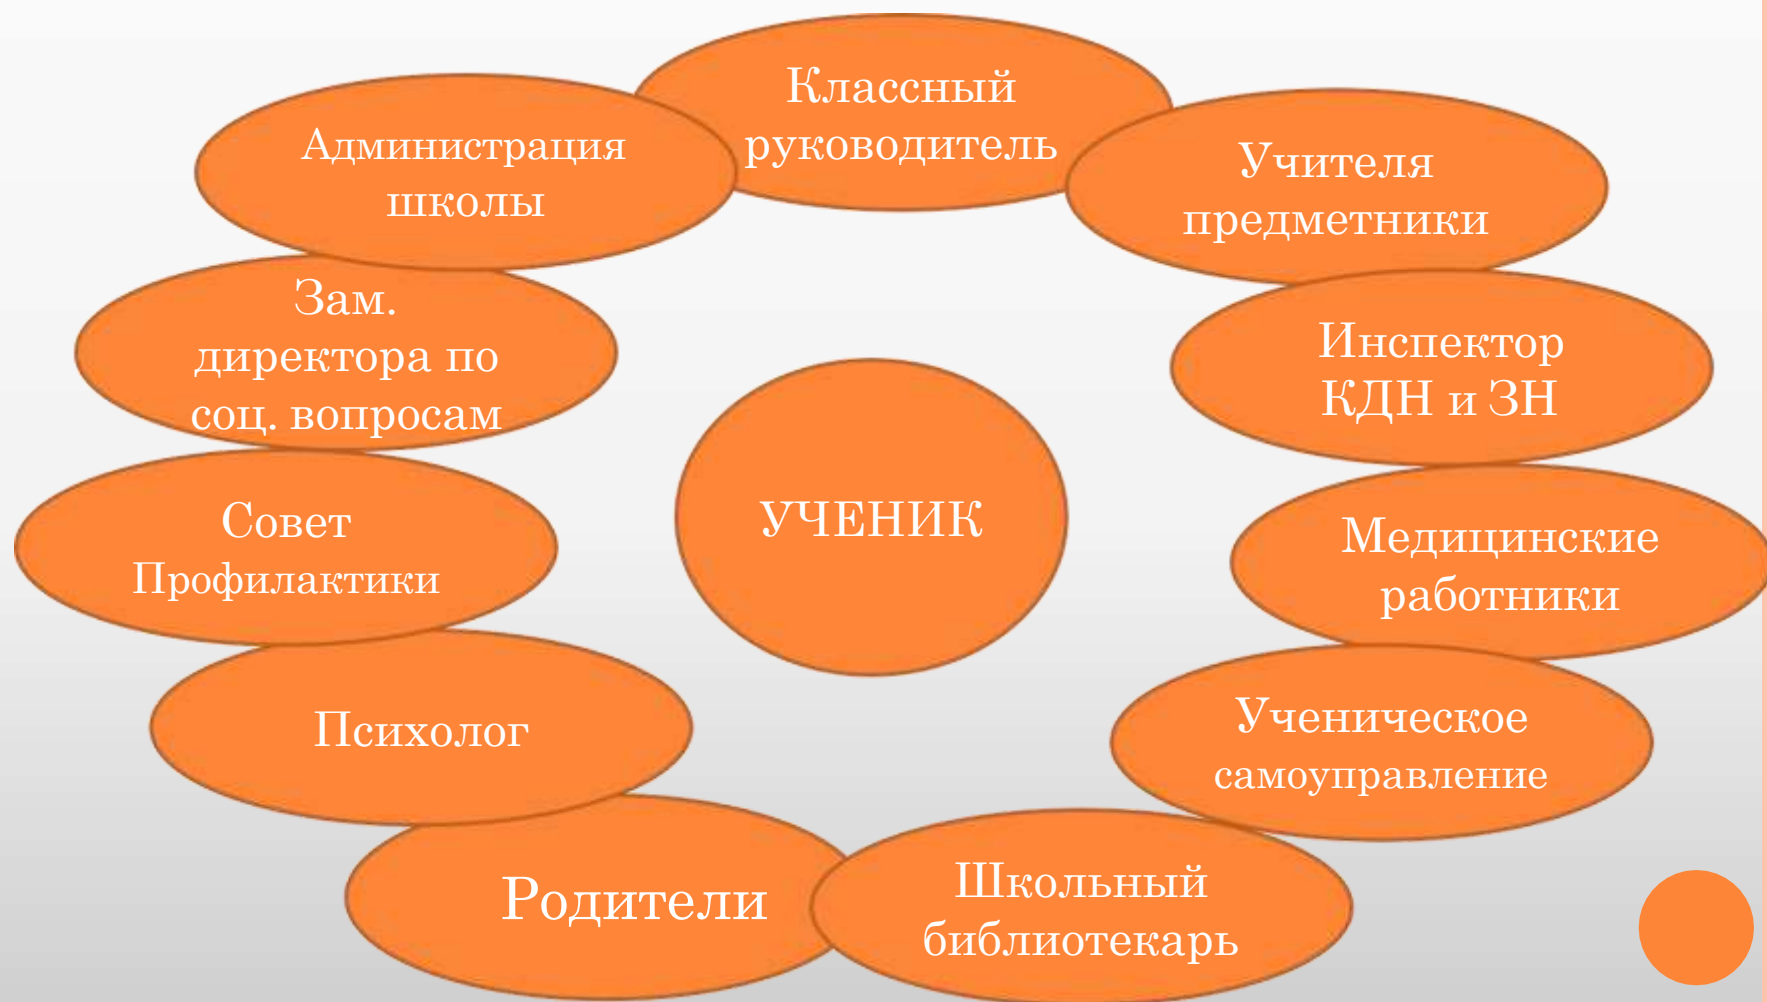 Классный
руководитель
Администрация
школы
Учителя
предметники
Зам.
директора по
соц. вопросам
Инспектор
КДН и ЗН
УЧЕНИК
Совет
Профилактики
Медицинские
работники
Психолог
Ученическое
самоуправление
Родители
Школьный
библиотекарь